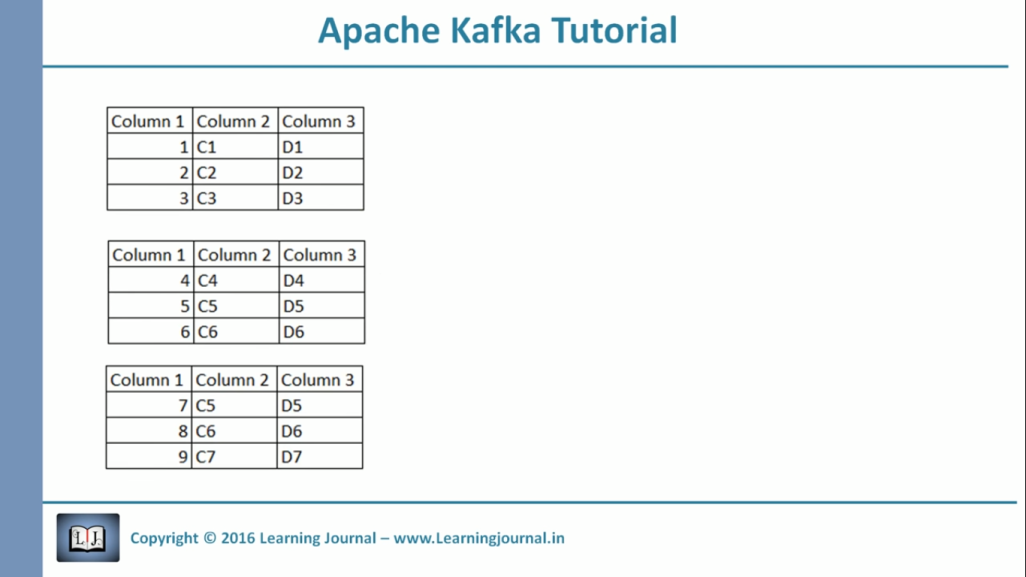 Apache Kafka Tutorial
Column 1 Column 2 Column 3
1 C1 D1
2 C2 D2
3 C3 D3
Column 1 Column 2 Column 3
4 C4 D4
5 C5 D5
6 C6 D6
Column 1 Column 2 Column 3
7 C5 D5
8 C6 D6
9 C7 D7
LJ
Copyright © 2016 Learning Journal – www.Learningjournal.in